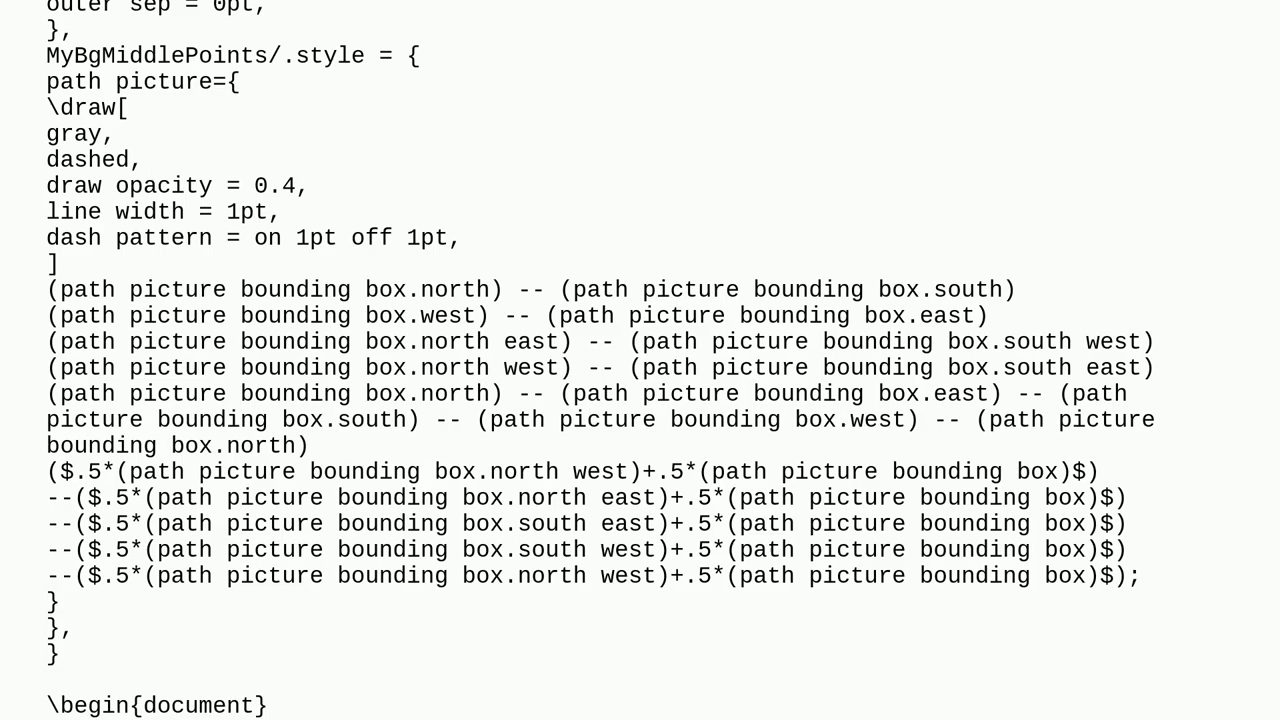 outer sep = 0pt,
},
MyBgMiddlePoints/.style = {
path picture={
\draw[
gray,
dashed,
draw opacity = 0.4,
line width = 1pt,
dash pattern = on 1pt off 1pt,
]
(path picture bounding box.north) -- (path picture bounding box.south)
(path picture bounding box.west) -- (path picture bounding box.east)
(path picture bounding box.north east) -- (path picture bounding box.south west)
(path picture bounding box.north west) -- (path picture bounding box.south east)
(path picture bounding box.north) -- (path picture bounding box.east) -- (path
picture bounding box.south) -- (path picture bounding box.west) -- (path picture
bounding box.north)
($.5*(path picture bounding box.north west)+.5*(path picture bounding box)$)
--($.5*(path picture bounding box.north east)+.5*(path picture bounding box)$)
--($.5*(path picture bounding box.south east)+.5*(path picture bounding box)$)
--($.5*(path picture bounding box.south west)+.5*(path picture bounding box)$)
--($.5*(path picture bounding box.north west)+.5*(path picture bounding box)$);
}
},
}

\begin{document}